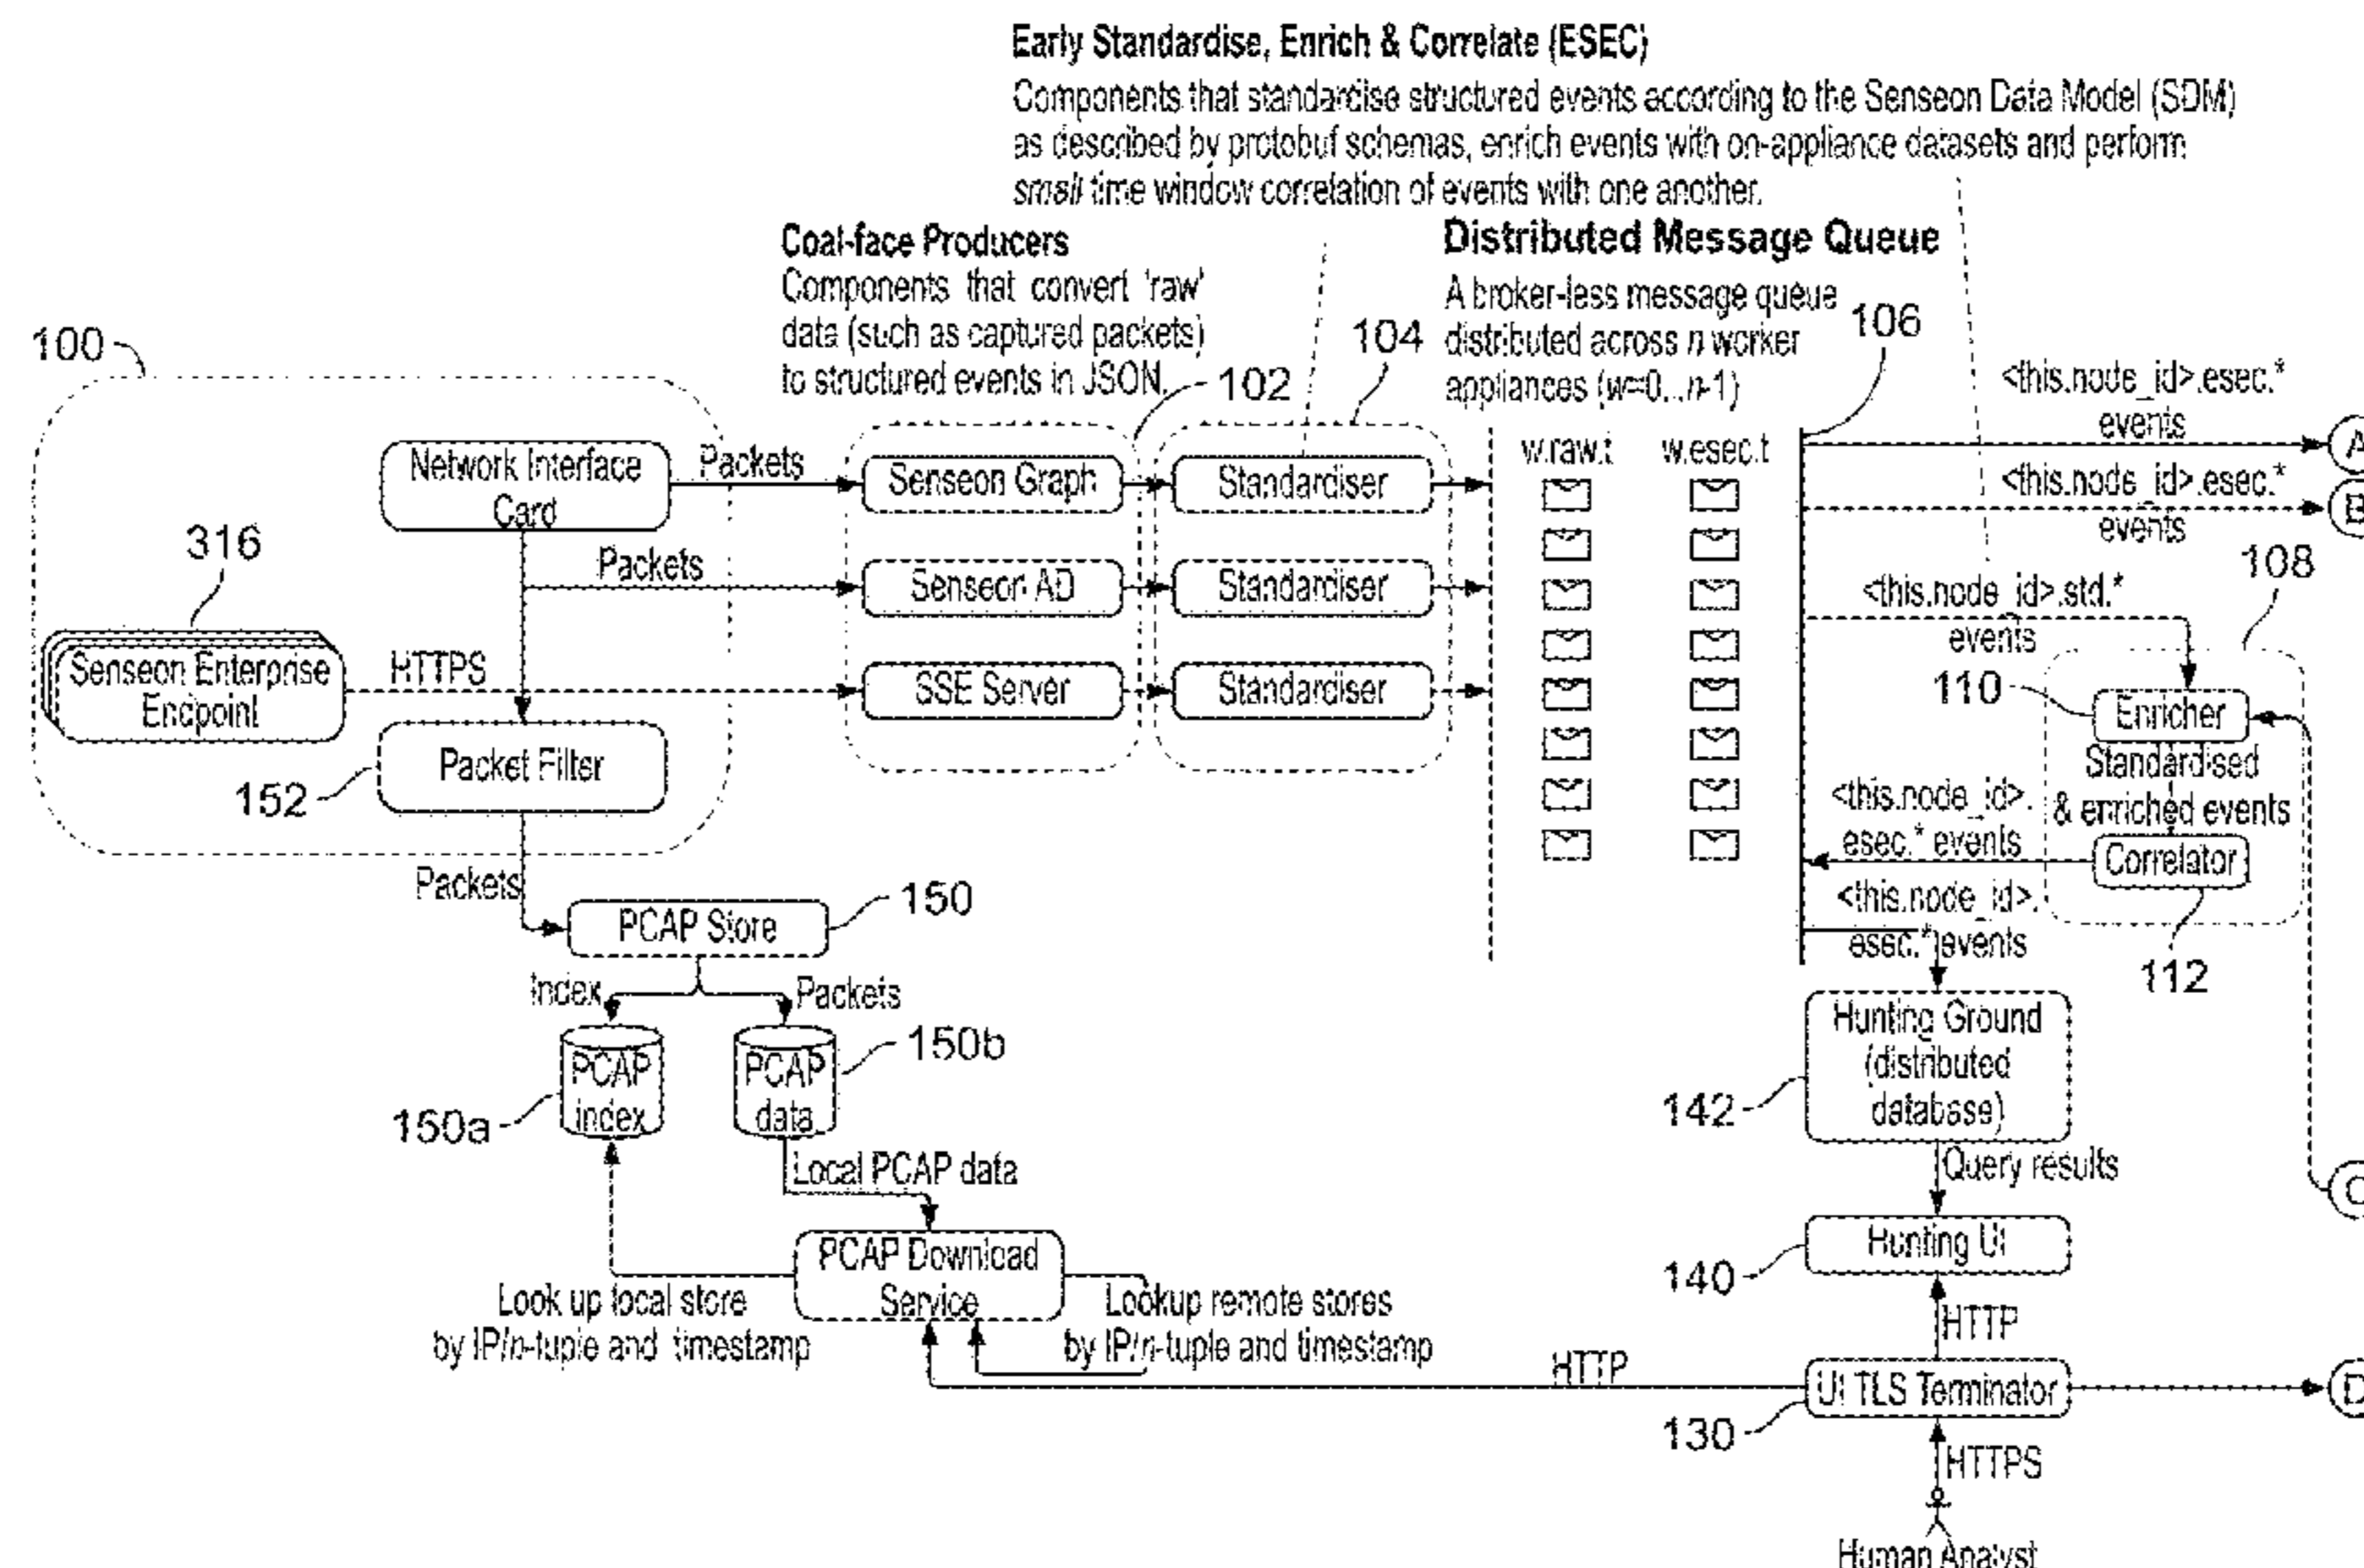 Early Standardise, Enrich & Correlate (ESEC)
Components that standardise structured events according to the Senseon Data Model (SDM)
as described by protobuf schemas, enrich events with on-appliance datasets and perform
small time window correlation of events with one another.
Coal-face Producers
Components that convert 'raw'
data (such as captured packets)
to structured events in JSON.
Distributed Message Queue
A broker-less message queue
distributed across n worker
appliances (w=0...n-1)
100
102
104
106
<this.node_id>.esec.*
events
A
<this.node_id>.esec.*
events
B
w.raw.t
w.esec.t
Network Interface
Card
Packets
Senseon Graph
Standardiser
316
Packets
Senseon AD
Standardiser
<this.node_id>.std.*
events
108
Senseon Enterprise
Endpoint
HTTPS
SSE Server
Standardiser
110
Enricher
Packet Filter
152
Standardised
& enriched events
<this.node_id>.
esec.* events
Correlator
112
<this.node_id>.
esec.* events
Packets
PCAP Store
150
Index
Packets
PCAP
index
150a
PCAP
data
150b
Hunting Ground
(distributed
database)
142
Local PCAP data
Query results
C
PCAP Download
Service
Hunting UI
140
Look up local store
by IP/n-tuple and timestamp
Lookup remote stores
by IP/n-tuple and timestamp
HTTP
HTTP
UI TLS Terminator
130
D
HTTPS
Human Analyst